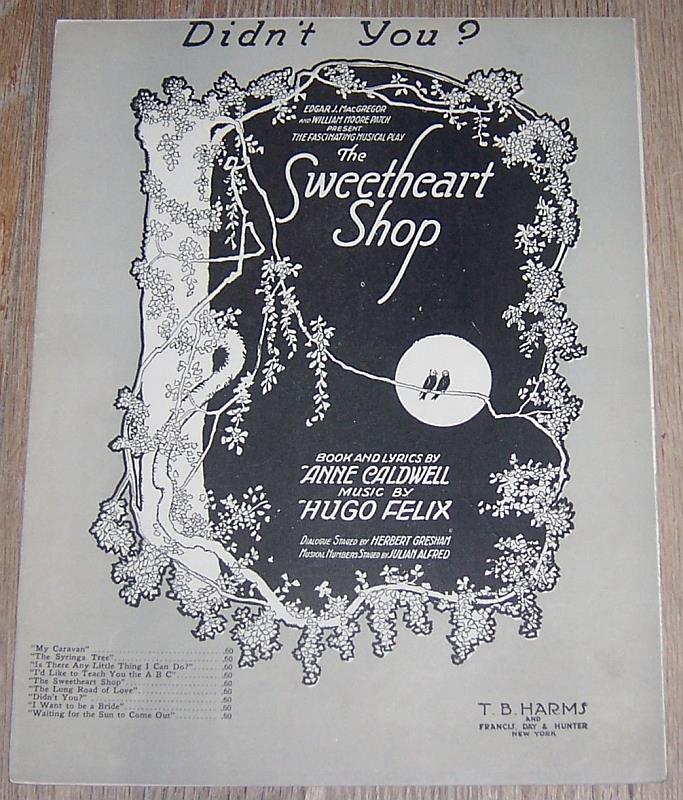 Didn't You?
EDGAR J. MACGREGOR
AND WILLIAM MOORE PATCH
PRESENT
THE FASCINATING MUSICAL PLAY
The
Sweetheart
Shop
BOOK AND LYRICS BY
ANNE CALDWELL
MUSIC BY
HUGO FELIX
DIALOGUE STAGED BY HERBERT GRESHAM
MUSICAL NUMBERS STAGED BY JULIAN ALFRED
"My Caravan" .60
"The Syringa Tree" .60
"Is There Any Little Thing I Can Do?" .60
"I'd Like to Teach You the A B C" .60
"The Sweetheart Shop" .60
"The Long Road of Love" .60
"Didn't You?" .60
"I Want to be a Bride" .60
"Waiting for the Sun to Come Out" .60
T. B. HARMS
AND
FRANCIS, DAY & HUNTER
NEW YORK